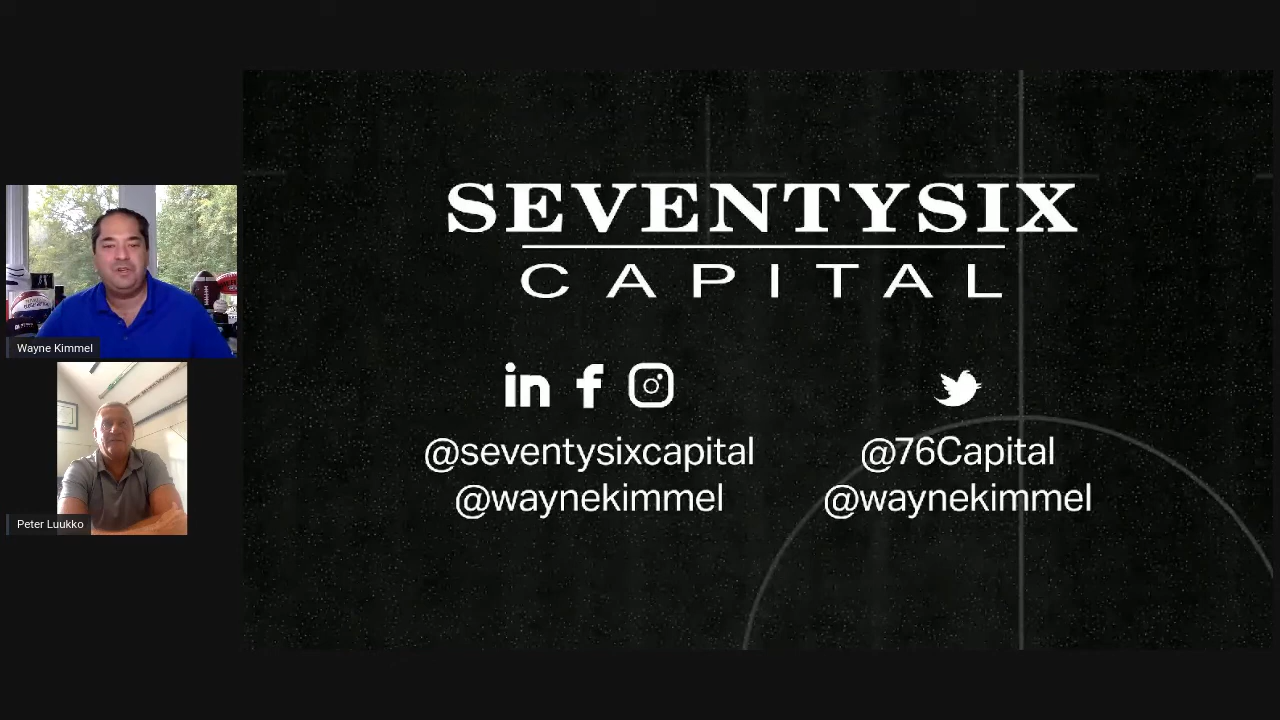 Wayne Kimmel
Peter Luukko
SEVENTYSIX
CAPITAL
@seventysixcapital
@waynekimmel
@76Capital
@waynekimmel